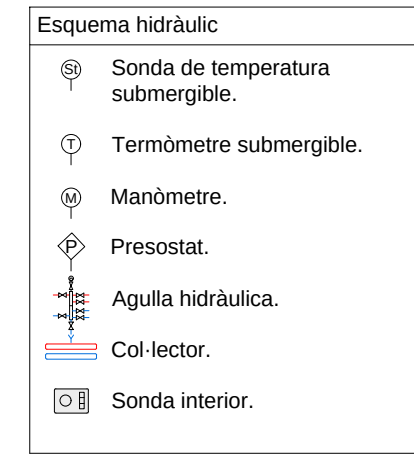 Esquema hidràulic
St Sonda de temperatura
submergible.
T Termòmetre submergible.
M Manòmetre.
P Presostat.
Agulla hidràulica.
Col·lector.
Sonda interior.